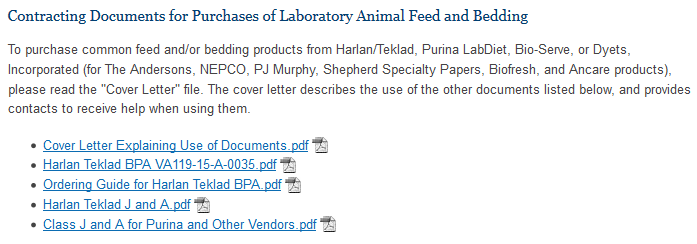 Contracting Documents for Purchases of Laboratory Animal Feed and Bedding
To purchase common feed and/or bedding products from Harlan/Teklad, Purina LabDiet, Bio-Serve, or Dyets,
Incorporated (for The Andersons, NEPCO, PJ Murphy, Shepherd Specialty Papers, Biofresh, and Ancare products),
please read the "Cover Letter" file. The cover letter describes the use of the other documents listed below, and provides
contacts to receive help when using them.
Cover Letter Explaining Use of Documents.pdf
Harlan Teklad BPA VA119-15-A-0035.pdf
Ordering Guide for Harlan Teklad BPA.pdf
Harlan Teklad J and A.pdf
Class J and A for Purina and Other Vendors.pdf